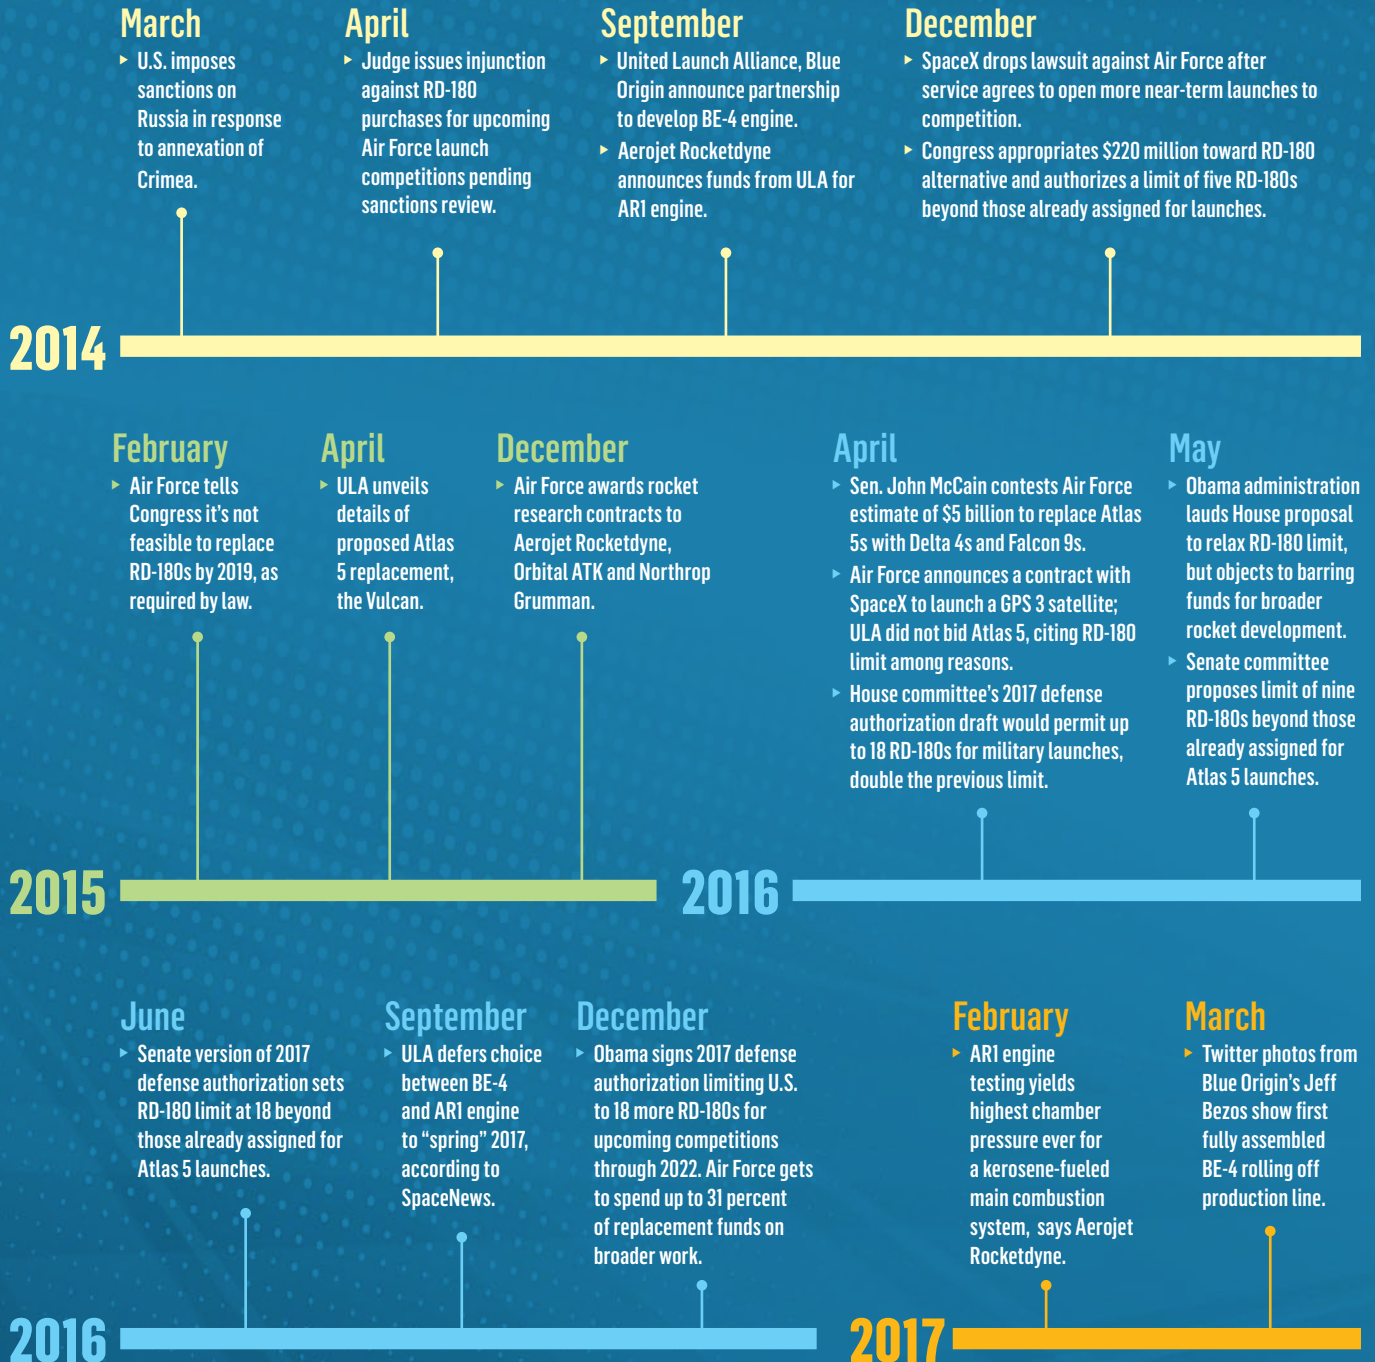 March
U.S. imposes
sanctions on
Russia in response
to annexation of
Crimea.
April
Judge issues injunction
against RD-180
purchases for upcoming
Air Force launch
competitions pending
sanctions review.
September
United Launch Alliance, Blue
Origin announce partnership
to develop BE-4 engine.
Aerojet Rocketdyne
announces funds from ULA for
AR1 engine.
December
SpaceX drops lawsuit against Air Force after
service agrees to open more near-term launches to
competition.
Congress appropriates $220 million toward RD-180
alternative and authorizes a limit of five RD-180s
beyond those already assigned for launches.
2014
February
Air Force tells
Congress it's not
feasible to replace
RD-180s by 2019, as
required by law.
April
ULA unveils
details of
proposed Atlas
5 replacement,
the Vulcan.
December
Air Force awards rocket
research contracts to
Aerojet Rocketdyne,
Orbital ATK and Northrop
Grumman.
2015
April
Sen. John McCain contests Air Force
estimate of $5 billion to replace Atlas
5s with Delta 4s and Falcon 9s.
Air Force announces a contract with
SpaceX to launch a GPS 3 satellite;
ULA did not bid Atlas 5, citing RD-180
limit among reasons.
House committee's 2017 defense
authorization draft would permit up
to 18 RD-180s for military launches,
double the previous limit.
May
Obama administration
lauds House proposal
to relax RD-180 limit,
but objects to barring
funds for broader
rocket development.
Senate committee
proposes limit of nine
RD-180s beyond those
already assigned for
Atlas 5 launches.
2016
June
Senate version of 2017
defense authorization sets
RD-180 limit at 18 beyond
those already assigned for
Atlas 5 launches.
September
ULA defers choice
between BE-4
and AR1 engine
to “spring” 2017,
according to
SpaceNews.
December
Obama signs 2017 defense
authorization limiting U.S.
to 18 more RD-180s for
upcoming competitions
through 2022. Air Force gets
to spend up to 31 percent
of replacement funds on
broader work.
2016
February
AR1 engine
testing yields
highest chamber
pressure ever for
a kerosene-fueled
main combustion
system, says Aerojet
Rocketdyne.
March
Twitter photos from
Blue Origin's Jeff
Bezos show first
fully assembled
BE-4 rolling off
production line.
2017